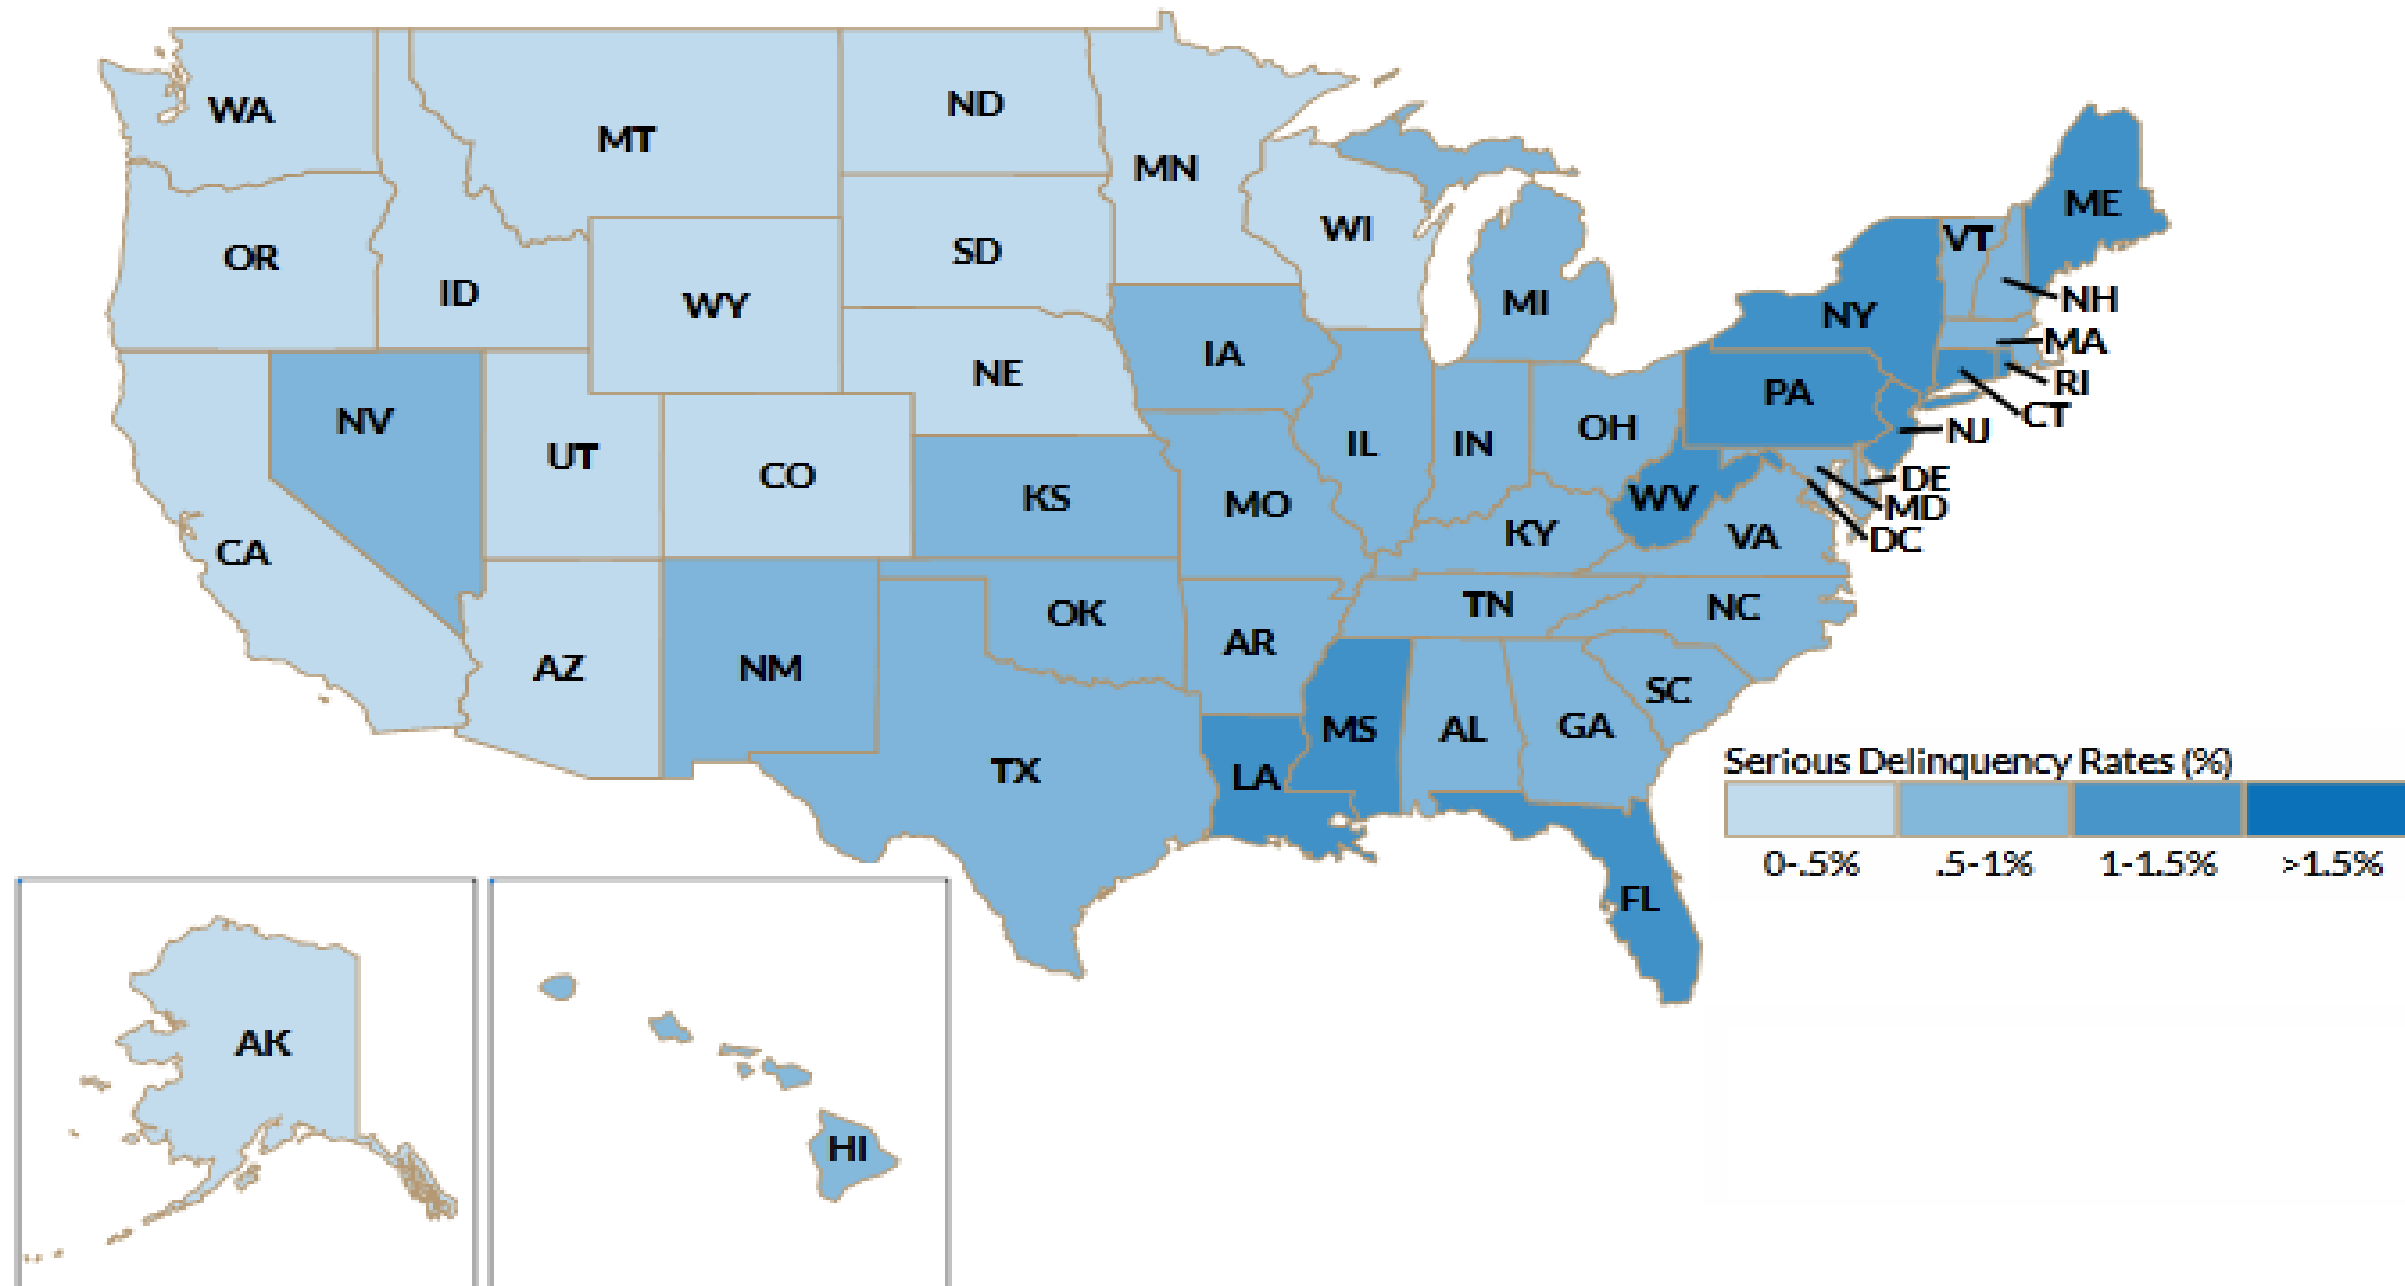 WA
MT
ND
MN
OR
ID
WY
SD
WI
MI
ME
VT
NH
NY
MA
RI
CT
NV
UT
CO
NE
IA
IL
IN
OH
PA
NJ
CA
KS
MO
KY
WV
VA
DE
MD
DC
AZ
NM
OK
AR
TN
NC
TX
LA
MS
AL
GA
SC
FL
Serious Delinquency Rates (%)
0-.5% .5-1% 1-1.5% >1.5%
AK
HI